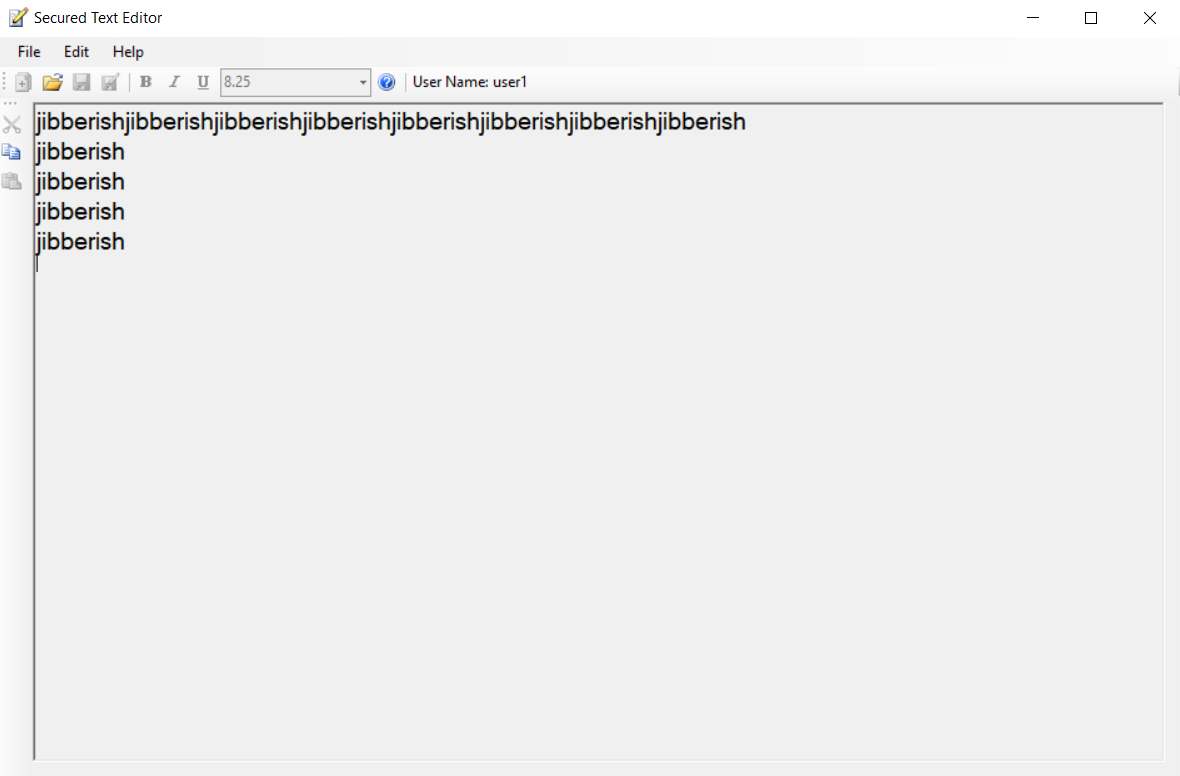 Secured Text Editor
File Edit Help
B I U 8.25 ? User Name: user1
jibberishjibberishjibberishjibberishjibberishjibberishjibberishjibberish
jibberish
jibberish
jibberish
jibberish